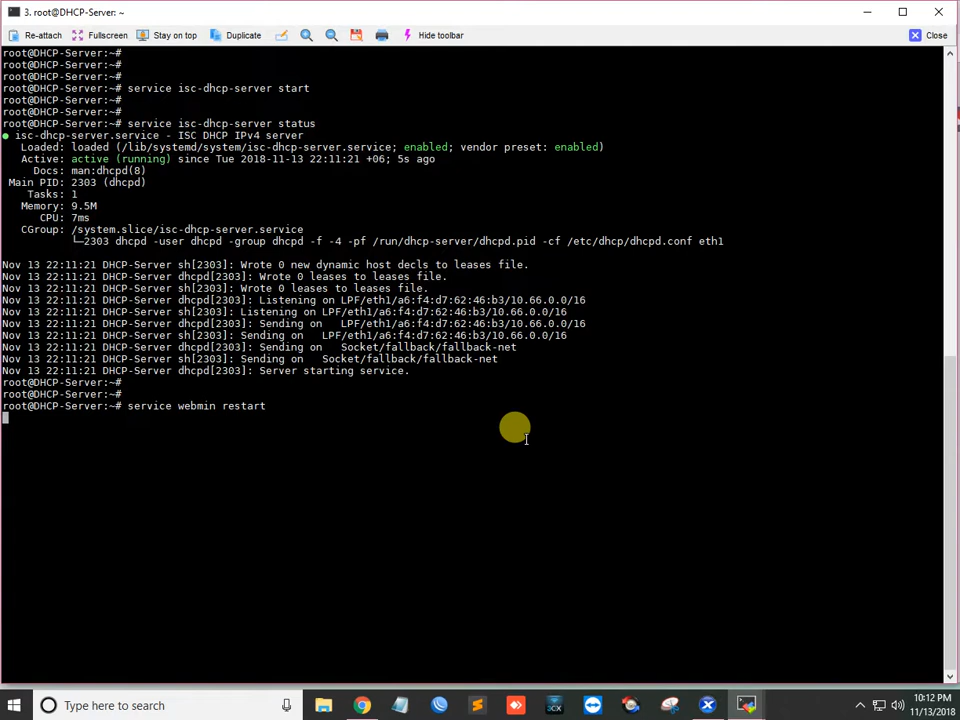 3. root@DHCP-Server: ~
Re-attach Fullscreen Stay on top Duplicate Hide toolbar Close
root@DHCP-Server:~#
root@DHCP-Server:~#
root@DHCP-Server:~#
root@DHCP-Server:~# service isc-dhcp-server start
root@DHCP-Server:~#
root@DHCP-Server:~#
root@DHCP-Server:~# service isc-dhcp-server status
● isc-dhcp-server.service - ISC DHCP IPv4 server
Loaded: loaded (/lib/systemd/system/isc-dhcp-server.service; enabled; vendor preset: enabled)
Active: active (running) since Tue 2018-11-13 22:11:21 +06; 5s ago
Docs: man:dhcpd(8)
Main PID: 2303 (dhcpd)
Tasks: 1
Memory: 9.5M
CPU: 7ms
CGroup: /system.slice/isc-dhcp-server.service
└─2303 dhcpd -user dhcpd -group dhcpd -f -4 -pf /run/dhcp-server/dhcpd.pid -cf /etc/dhcp/dhcpd.conf eth1
Nov 13 22:11:21 DHCP-Server sh[2303]: Wrote 0 new dynamic host decls to leases file.
Nov 13 22:11:21 DHCP-Server dhcpd[2303]: Wrote 0 leases to leases file.
Nov 13 22:11:21 DHCP-Server sh[2303]: Wrote 0 leases to leases file.
Nov 13 22:11:21 DHCP-Server dhcpd[2303]: Listening on LPF/eth1/a6:f4:d7:62:46:b3/10.66.0.0/16
Nov 13 22:11:21 DHCP-Server sh[2303]: Listening on LPF/eth1/a6:f4:d7:62:46:b3/10.66.0.0/16
Nov 13 22:11:21 DHCP-Server dhcpd[2303]: Sending on   LPF/eth1/a6:f4:d7:62:46:b3/10.66.0.0/16
Nov 13 22:11:21 DHCP-Server sh[2303]: Sending on   LPF/eth1/a6:f4:d7:62:46:b3/10.66.0.0/16
Nov 13 22:11:21 DHCP-Server dhcpd[2303]: Sending on   Socket/fallback/fallback-net
Nov 13 22:11:21 DHCP-Server sh[2303]: Sending on   Socket/fallback/fallback-net
Nov 13 22:11:21 DHCP-Server dhcpd[2303]: Server starting service.
root@DHCP-Server:~#
root@DHCP-Server:~#
root@DHCP-Server:~# service webmin restart
Type here to search
10:12 PM
11/13/2018